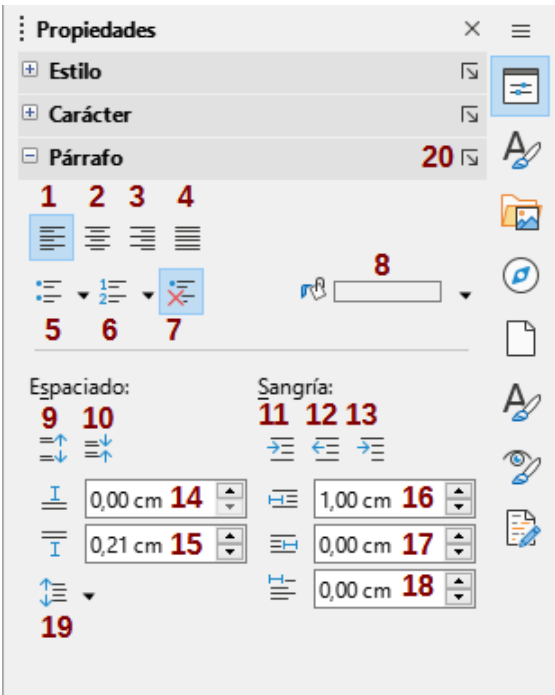 Propiedades
Estilo
Carácter
Párrafo 20
1 2 3 4
8
5 6 7
Espaciado: Sangría:
9 10 11 12 13
0,00 cm 14 1,00 cm 16
0,21 cm 15 0,00 cm 17
0,00 cm 18
19